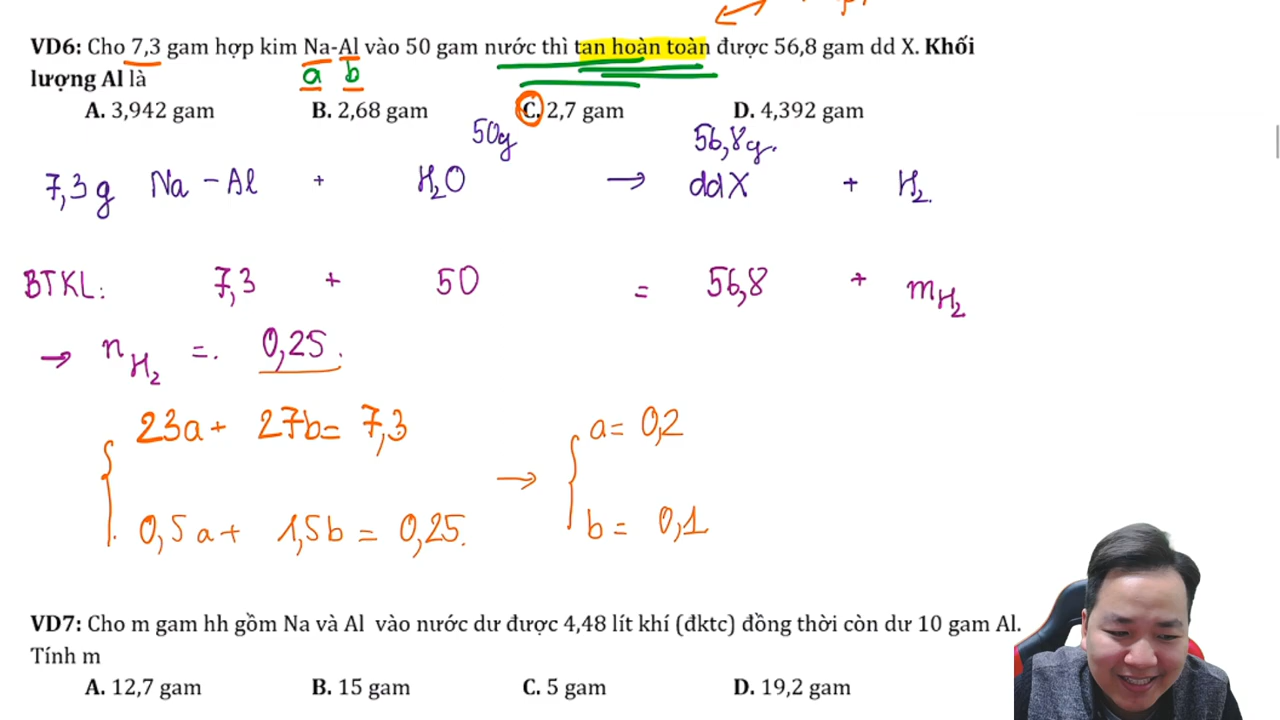 VD6: Cho 7,3 gam hợp kim Na-Al vào 50 gam nước thì tan hoàn toàn được 56,8 gam dd X. Khối
lượng Al là
a b
A. 3,942 gam B. 2,68 gam C. 2,7 gam D. 4,392 gam
50g 56,8g.
7,3g Na - Al + H₂O → ddX + H₂.
BTKL: 7,3 + 50 = 56,8 + mH₂
→ nH₂ =. 0,25.
23a + 27b = 7,3
→ a = 0,2
0,5a + 1,5b = 0,25.
b = 0,1
VD7: Cho m gam hh gồm Na và Al vào nước dư được 4,48 lít khí (đktc) đồng thời còn dư 10 gam Al.
Tính m
A. 12,7 gam B. 15 gam C. 5 gam D. 19,2 gam